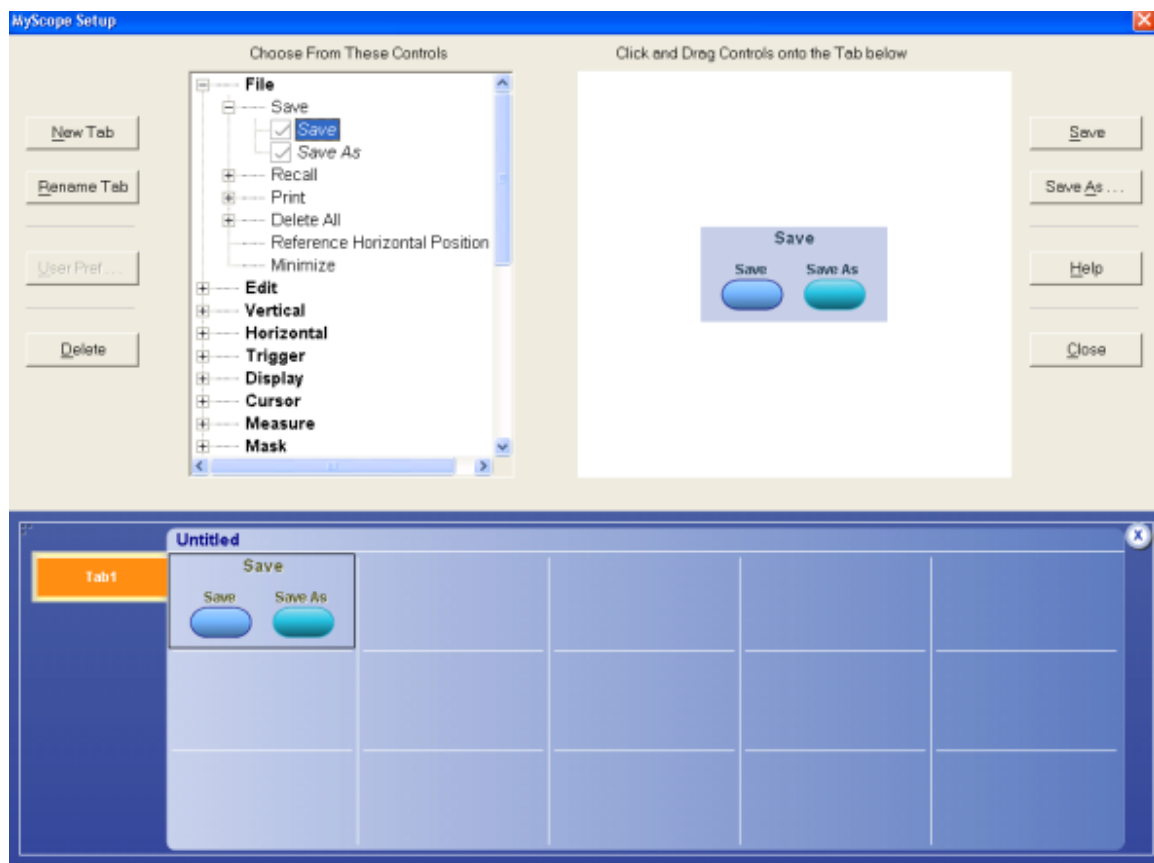 MyScope Setup
Choose From These Controls
Click and Drag Controls onto the Tab below
New Tab
Rename Tab
User Pref . . .
Delete
File
Save
Save
Save As
Recall
Print
Delete All
Reference Horizontal Position
Minimize
Edit
Vertical
Horizontal
Trigger
Display
Cursor
Measure
Mask
Save
Save Save As
Save
Save As . . .
Help
Close
Untitled
X
Tab1
Save
Save Save As